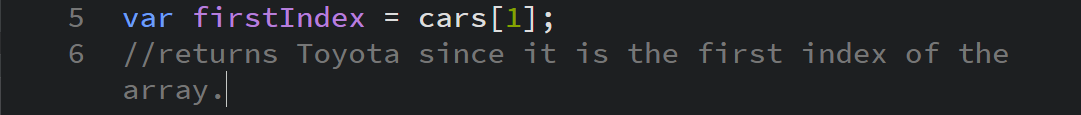 5 var firstIndex = cars[1];
6 //returns Toyota since it is the first index of the
array.